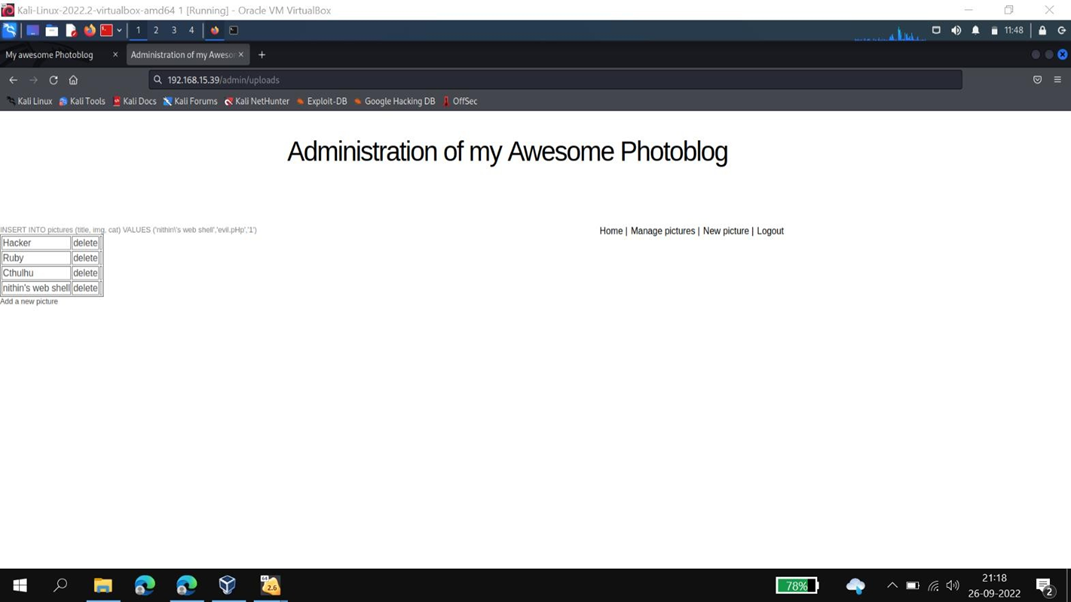 Kali-Linux-2022.2-virtualbox-amd64 1 [Running] - Oracle VM VirtualBox
1 2 3 4 11:48
My awesome Photoblog × Administration of my Aweso × +
192.168.15.39/admin/uploads
Kali Linux Kali Tools Kali Docs Kali Forums Kali NetHunter Exploit-DB Google Hacking DB OffSec
Administration of my Awesome Photoblog
INSERT INTO pictures (title, img, cat) VALUES ('nithin\'s web shell','evil.pHp','1')
Home | Manage pictures | New picture | Logout
Hacker delete
Ruby delete
Cthulhu delete
nithin's web shell delete
Add a new picture
64
2.6
78%
21:18
26-09-2022
2